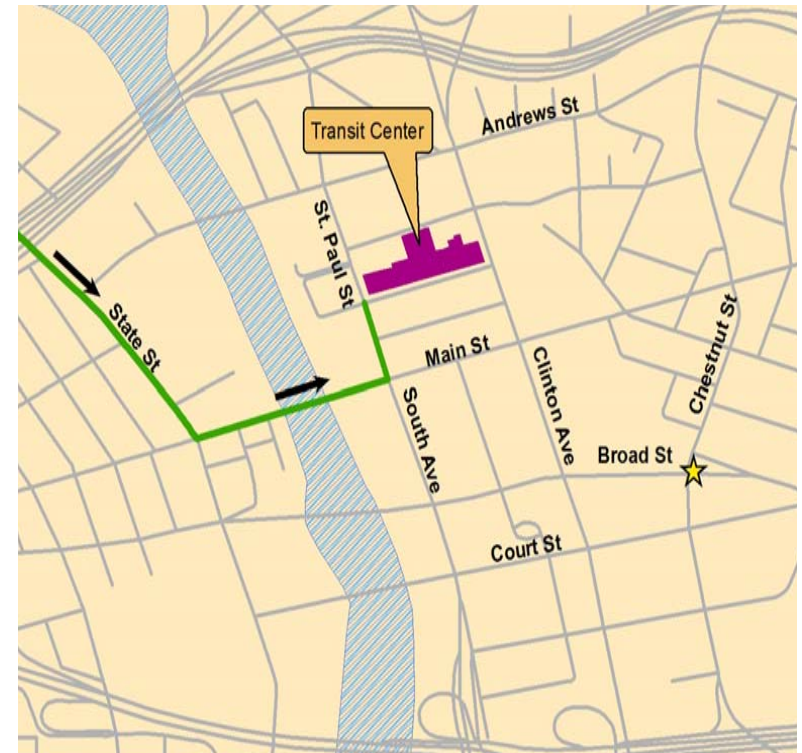 Andrews St
Transit Center
St. Paul St
State St
Main St
Chestnut St
Clinton Ave
South Ave
Broad St
Court St